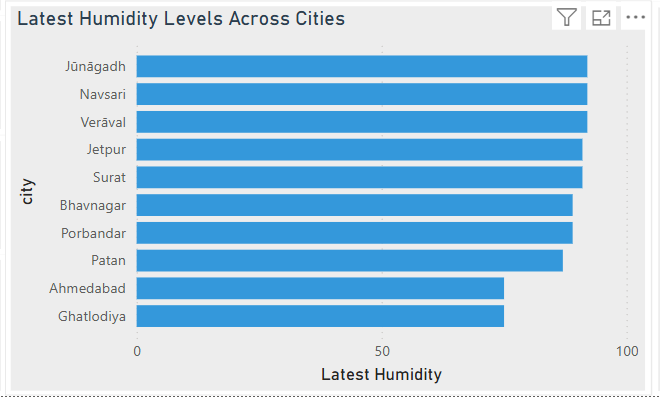 Latest Humidity Levels Across Cities
city
Jūnāgadh
Navsari
Verāval
Jetpur
Surat
Bhavnagar
Porbandar
Patan
Ahmedabad
Ghatlodiya
0 50 100
Latest Humidity